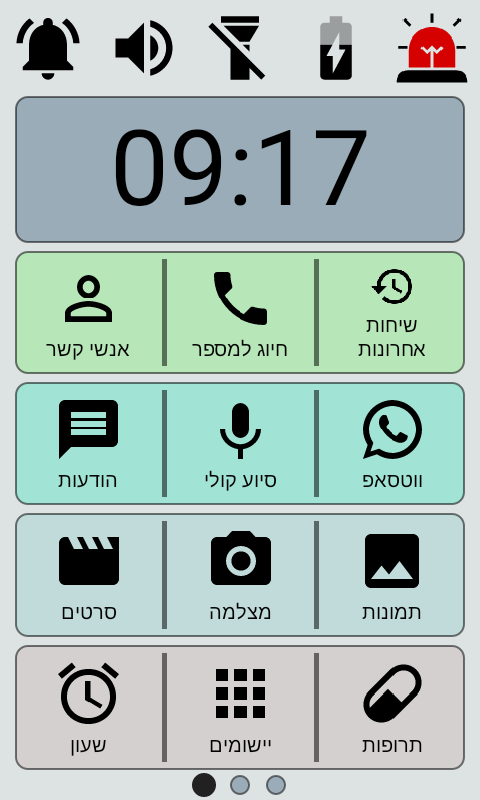 09:17
שיחות
אחרונות
חיוג למספר
אנשי קשר
ווטסאפ
סיוע קולי
הודעות
תמונות
מצלמה
סרטים
תרופות
יישומים
שעון